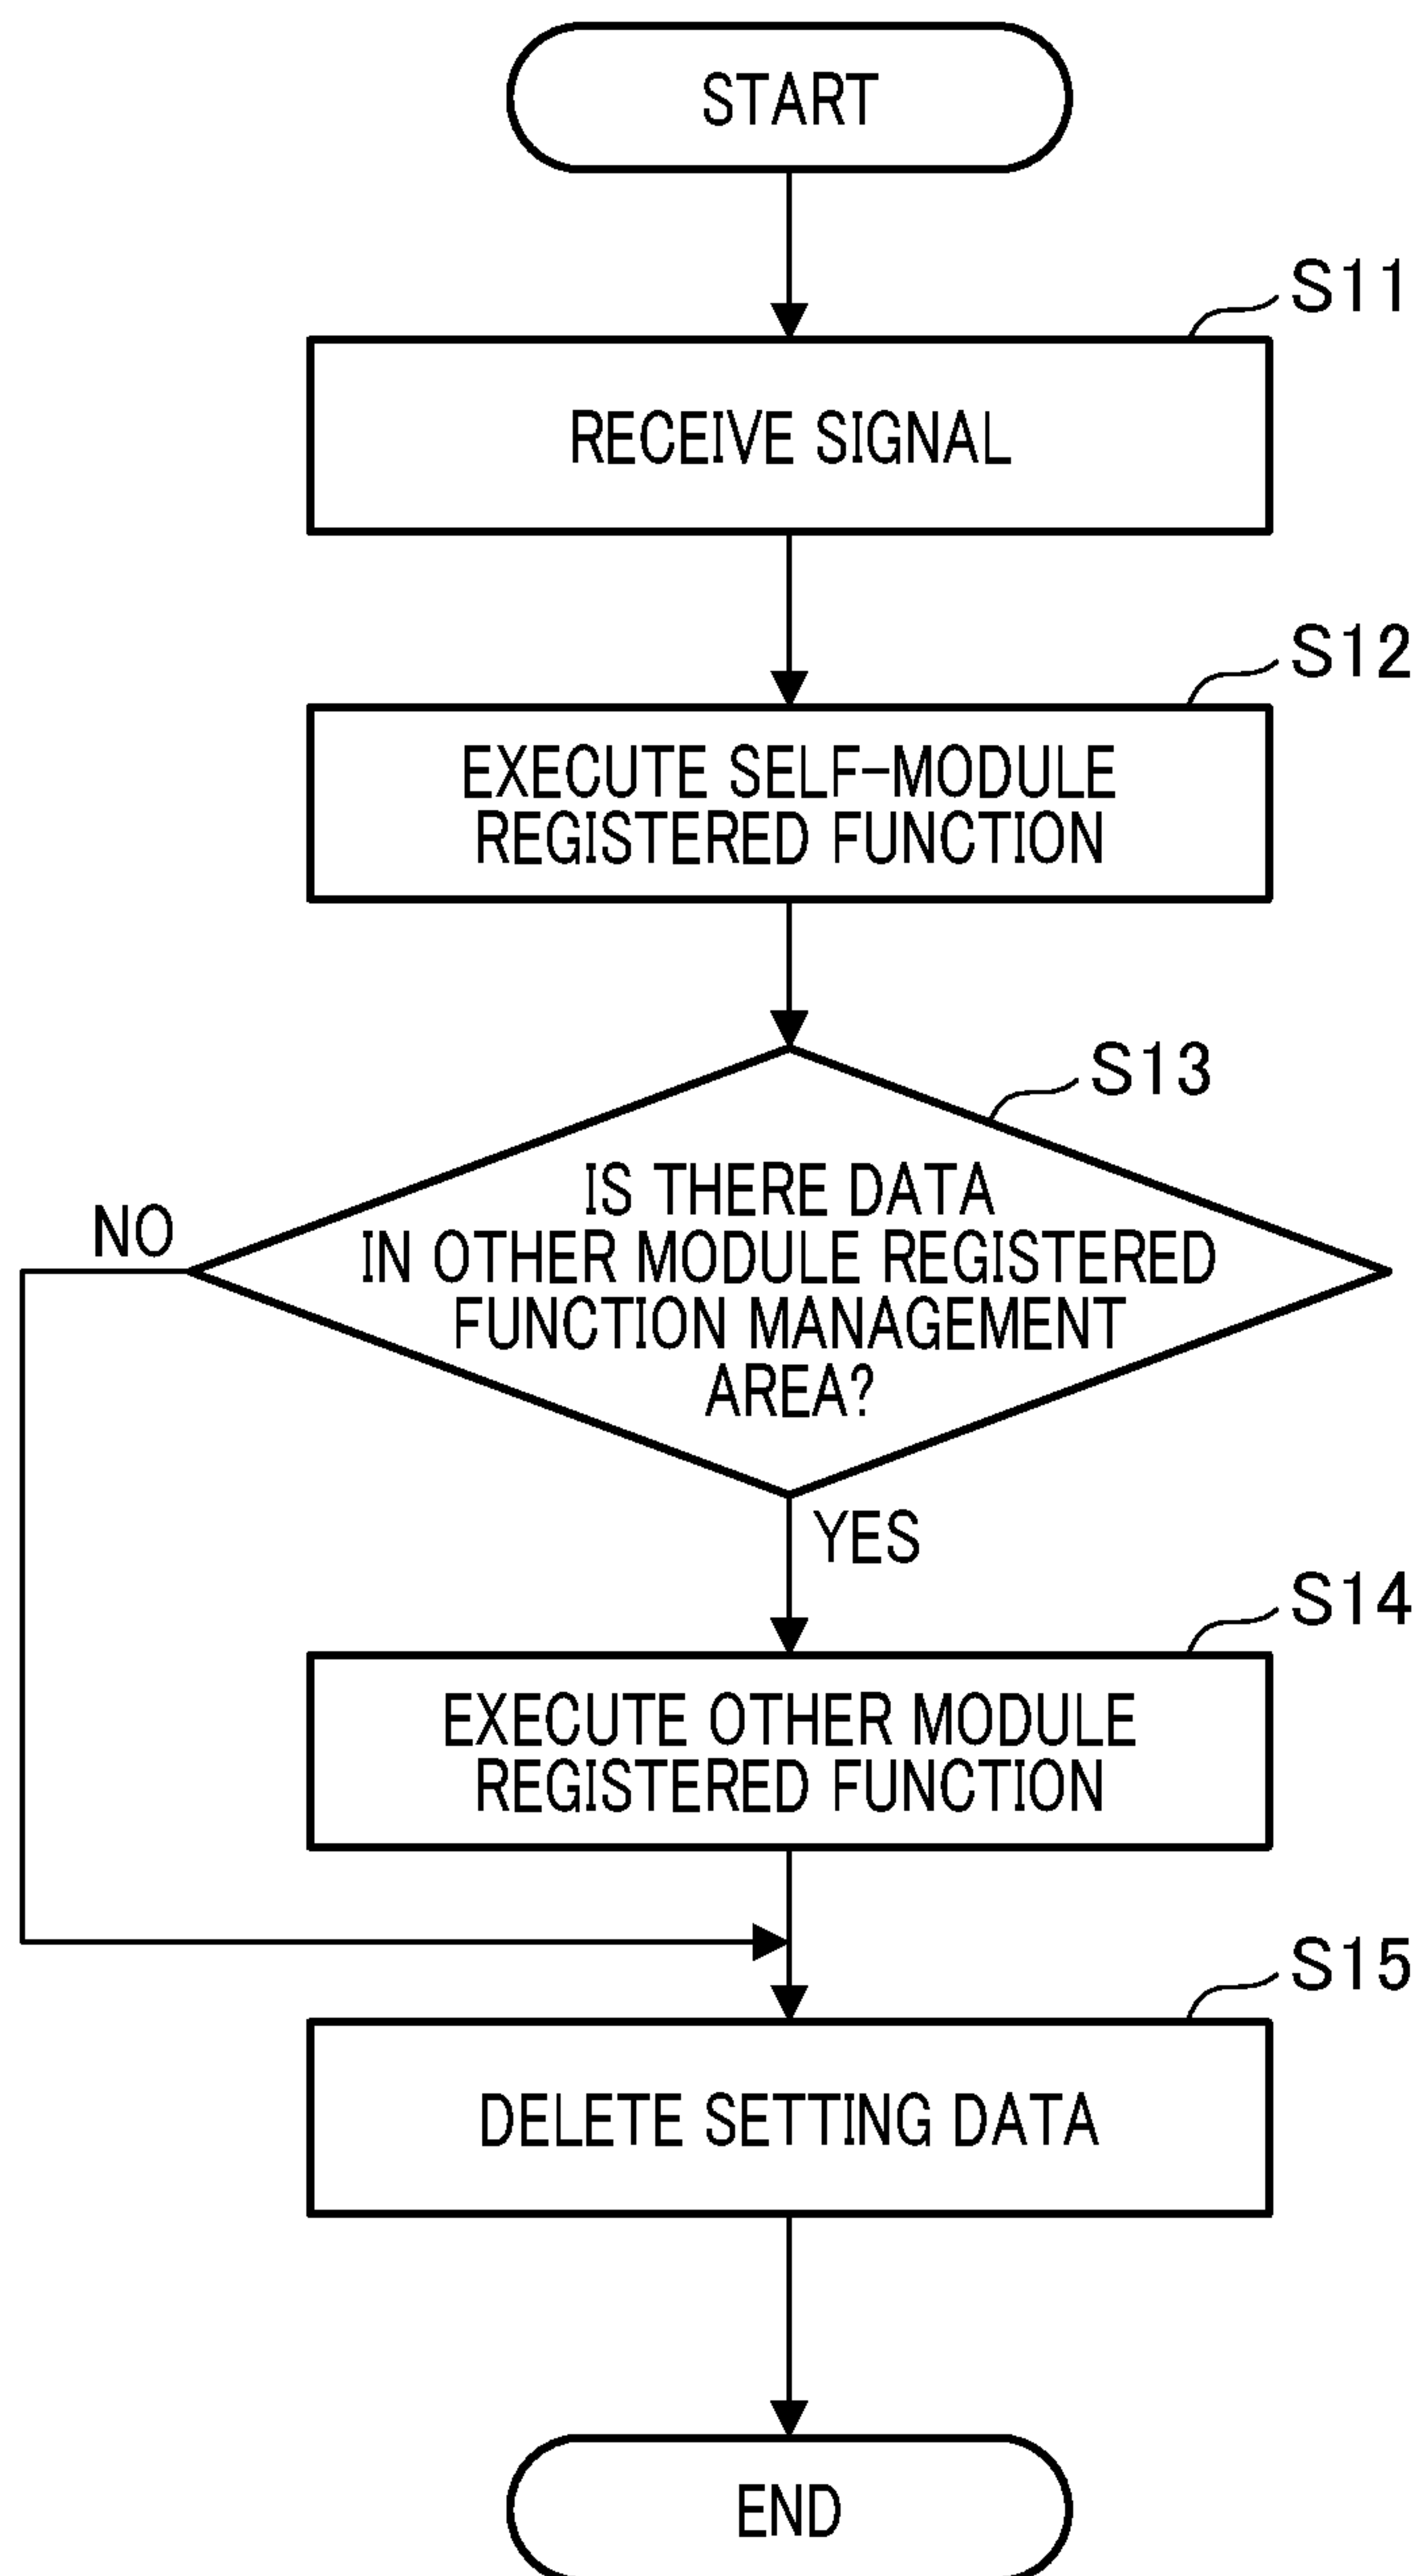 START
S11
RECEIVE SIGNAL
S12
EXECUTE SELF-MODULE
REGISTERED FUNCTION
S13
IS THERE DATA
IN OTHER MODULE REGISTERED
FUNCTION MANAGEMENT
AREA?
NO
YES
S14
EXECUTE OTHER MODULE
REGISTERED FUNCTION
S15
DELETE SETTING DATA
END